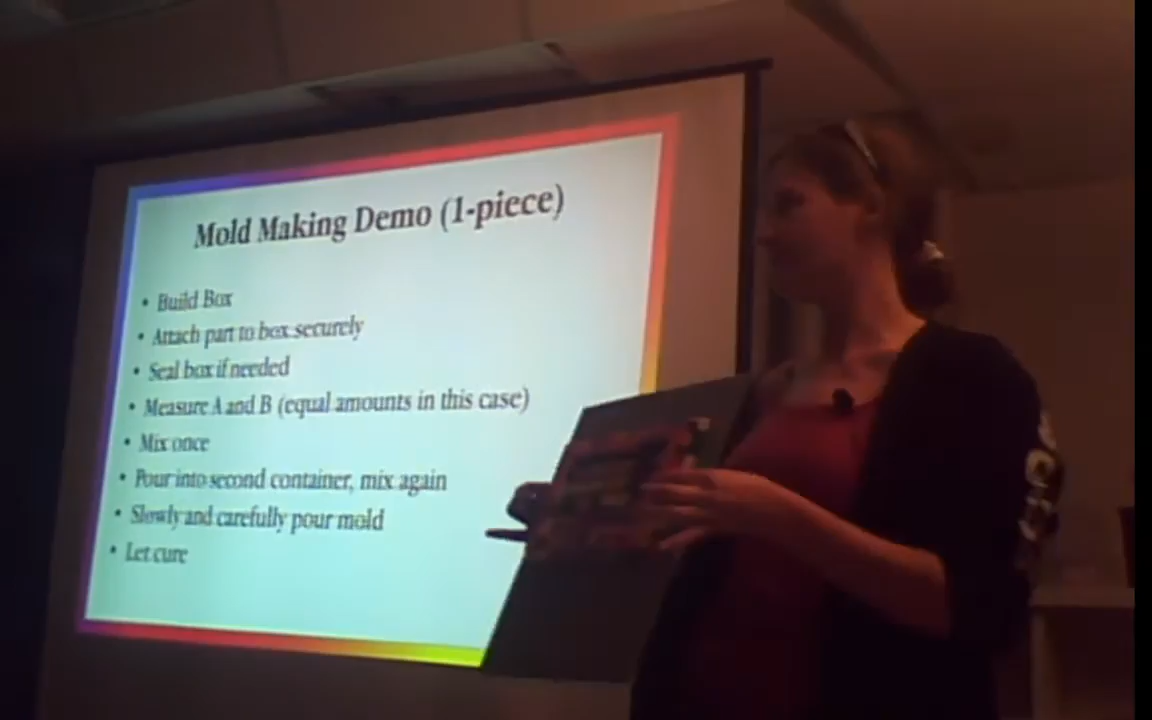 Mold Making Demo (1-piece)
• Build Box
• Attach part to box securely
• Seal box if needed
• Measure A and B (equal amounts in this case)
• Mix once
• Pour into second container, mix again
• Slowly and carefully pour mold
• Let cure